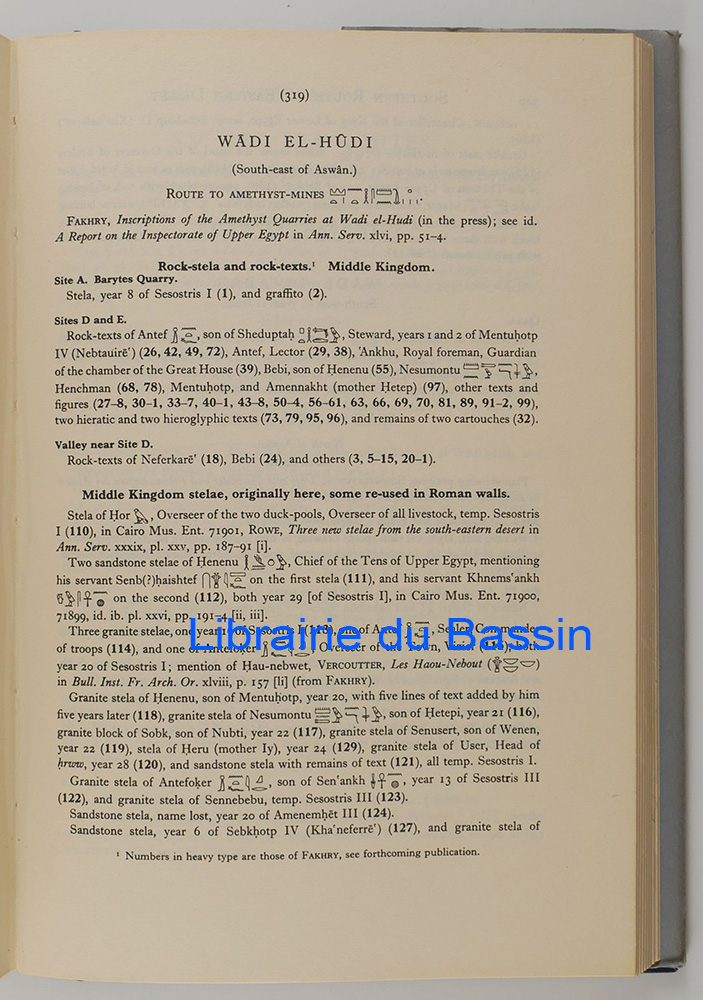 (319)
WĀDI EL-HÛDI
(South-east of Aswân.)
ROUTE TO AMETHYST-MINES
FAKHRY, Inscriptions of the Amethyst Quarries at Wadi el-Hudi (in the press); see id.
A Report on the Inspectorate of Upper Egypt in Ann. Serv. xlvi, pp. 51–4.
Rock-stela and rock-texts.¹ Middle Kingdom.
Site A. Barytes Quarry.
Stela, year 8 of Sesostris I (1), and graffito (2).
Sites D and E.
Rock-texts of Antef , son of Sheduptaḥ , Steward, years 1 and 2 of Mentuḥotp
IV (Nebtauirēʿ) (26, 42, 49, 72), Antef, Lector (29, 38), ʿAnkhu, Royal foreman, Guardian
of the chamber of the Great House (39), Bebi, son of Ḥenenu (55), Nesumontu ,
Henchman (68, 78), Mentuḥotp, and Amennakht (mother Ḥetep) (97), other texts and
figures (27–8, 30–1, 33–7, 40–1, 43–8, 50–4, 56–61, 63, 66, 69, 70, 81, 89, 91–2, 99),
two hieratic and two hieroglyphic texts (73, 79, 95, 96), and remains of two cartouches (32).
Valley near Site D.
Rock-texts of Neferkarēʿ (18), Bebi (24), and others (3, 5–15, 20–1).
Middle Kingdom stelae, originally here, some re-used in Roman walls.
Stela of Ḥor , Overseer of the two duck-pools, Overseer of all livestock, temp. Sesostris
I (110), in Cairo Mus. Ent. 71901, ROWE, Three new stelae from the south-eastern desert in
Ann. Serv. xxxix, pl. xxv, pp. 187–91 [i].
Two sandstone stelae of Ḥenenu , Chief of the Tens of Upper Egypt, mentioning
his servant Senb(?)ḥaishtef on the first stela (111), and his servant Khnemsʿankh
on the second (112), both year 29 [of Sesostris I], in Cairo Mus. Ent. 71900,
71899, id. ib. pl. xxvi, pp. 191–4 [ii, iii].
Three granite stelae, one year of Sesostris I
of troops (114), and one of Antefoḳer , Overseer of the Town, both
year 20 of Sesostris I; mention of Ḥau-nebwet, VERCOUTTER, Les Haou-Nebout ( )
in Bull. Inst. Fr. Arch. Or. xlviii, p. 157 [li] (from FAKHRY).
Granite stela of Ḥenenu, son of Mentuḥotp, year 20, with five lines of text added by him
five years later (118), granite stela of Nesumontu , son of Ḥetepi, year 21 (116),
granite block of Sobk, son of Nubti, year 22 (117), granite stela of Senusert, son of Wenen,
year 22 (119), stela of Ḥeru (mother Iy), year 24 (129), granite stela of User, Head of
ḥrww, year 28 (120), and sandstone stela with remains of text (121), all temp. Sesostris I.
Granite stela of Antefoḳer , son of Senʿankh , year 13 of Sesostris III
(122), and granite stela of Sennebebu, temp. Sesostris III (123).
Sandstone stela, name lost, year 20 of Amenemḥēt III (124).
Sandstone stela, year 6 of Sebkḥotp IV (Khaʿneferrēʿ) (127), and granite stela of
¹ Numbers in heavy type are those of FAKHRY, see forthcoming publication.
Librairie du Bassin